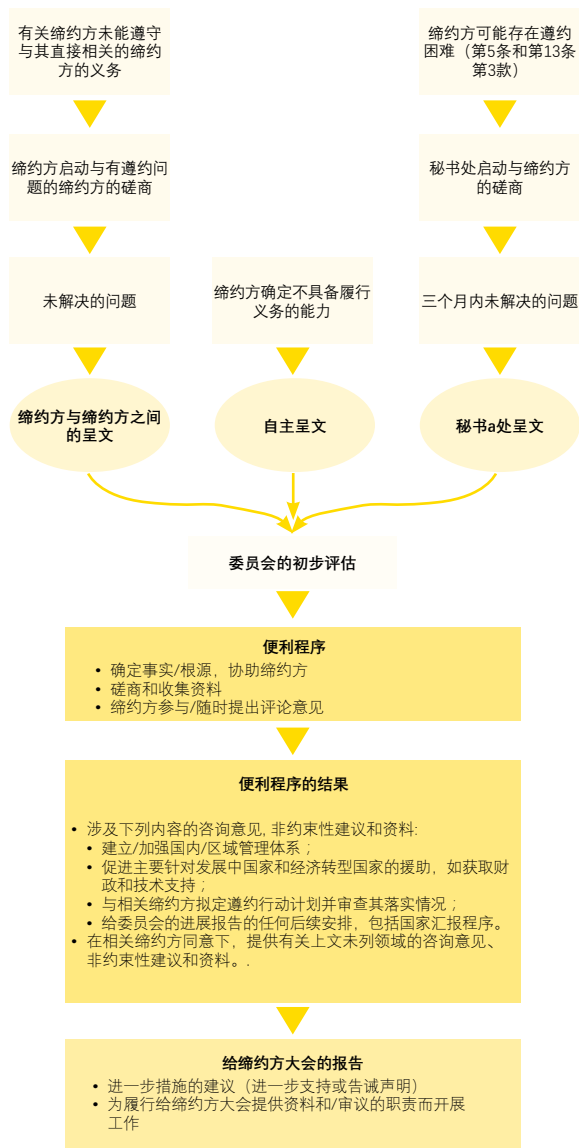 有关缔约方未能遵守
与其直接相关的缔约
方的义务
缔约方可能存在遵约
困难（第5条和第13条
第3款）
缔约方启动与有遵约问
题的缔约方的磋商
秘书处启动与缔约方
的磋商
未解决的问题
缔约方确定不具备履行
义务的能力
三个月内未解决的问题
缔约方与缔约方之间
的呈文
自主呈文
秘书a处呈文
委员会的初步评估
便利程序
• 确定事实/根源，协助缔约方
• 磋商和收集资料
• 缔约方参与/随时提出评论意见
便利程序的结果
• 涉及下列内容的咨询意见, 非约束性建议和资料:
• 建立/加强国内/区域管理体系；
• 促进主要针对发展中国家和经济转型国家的援助，如获取财
政和技术支持；
• 与相关缔约方拟定遵约行动计划并审查其落实情况；
• 给委员会的进展报告的任何后续安排，包括国家汇报程序。
• 在相关缔约方同意下，提供有关上文未列领域的咨询意见、
非约束性建议和资料。.
给缔约方大会的报告
• 进一步措施的建议（进一步支持或告诫声明）
• 为履行给缔约方大会提供资料和/审议的职责而开展
工作